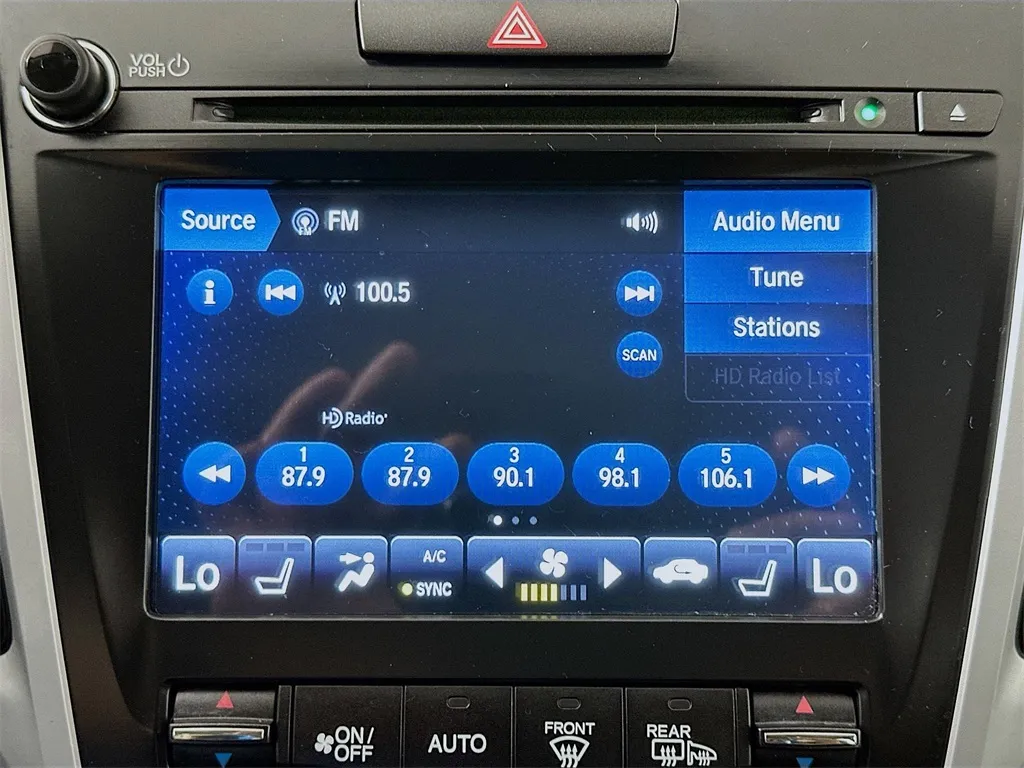 VOL
PUSH
Source FM Audio Menu
FM
100.5
Tune
Stations
SCAN
HD Radio List
HD Radio
1 2 3 4 5
87.9 87.9 90.1 98.1 106.1
Lo A/C Lo
SYNC
ON/
OFF
AUTO
FRONT
REAR